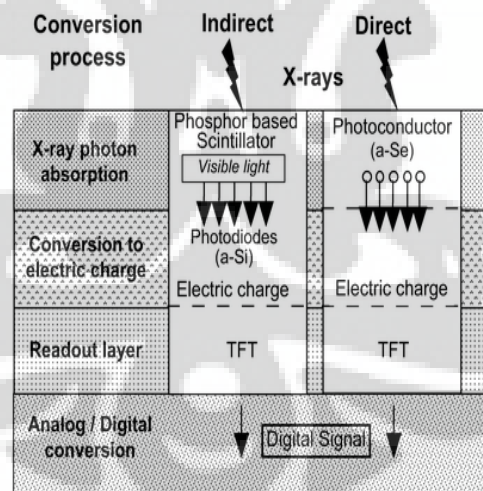 Conversion process
Indirect
Direct
X-rays
X-ray photon absorption
Phosphor based Scintillator
Visible light
Photoconductor (a-Se)
Conversion to electric charge
Photodiodes (a-Si)
Electric charge
Electric charge
Readout layer
TFT
TFT
Analog / Digital conversion
Digital Signal